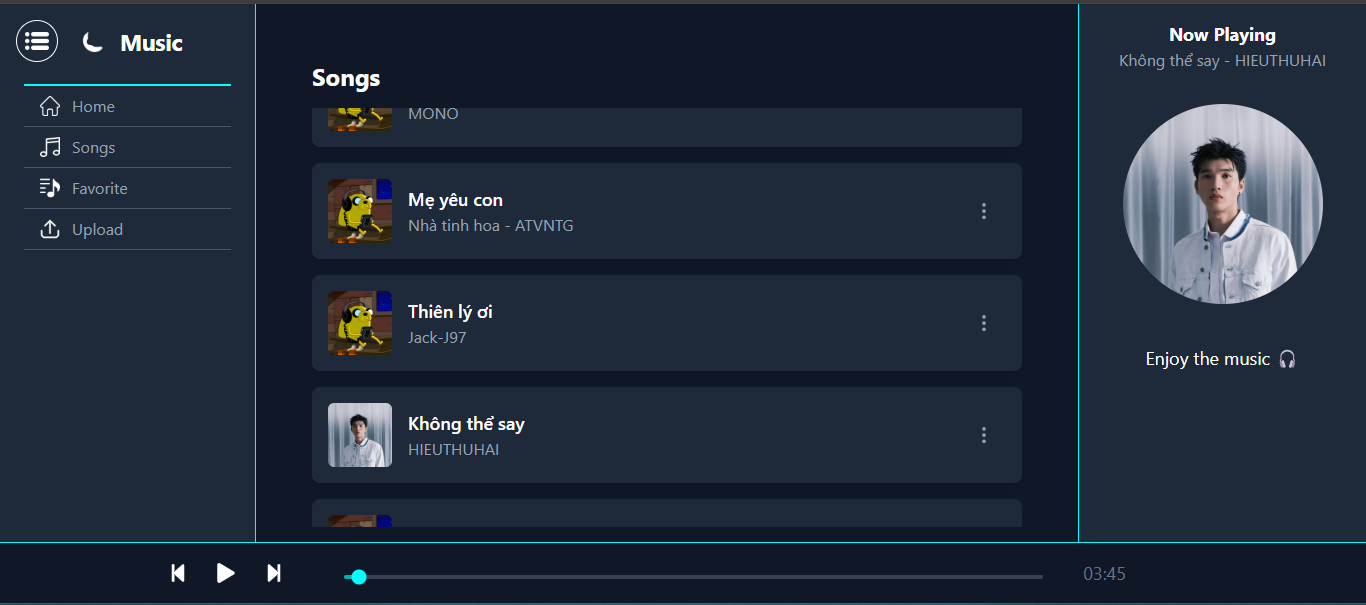 Music
Home
Songs
Favorite
Upload
Songs
MONO
Mẹ yêu con
Nhà tinh hoa - ATVNTG
Thiên lý ơi
Jack-J97
Không thể say
HIEUTHUHAI
Now Playing
Không thể say - HIEUTHUHAI
Enjoy the music 🎧
03:45